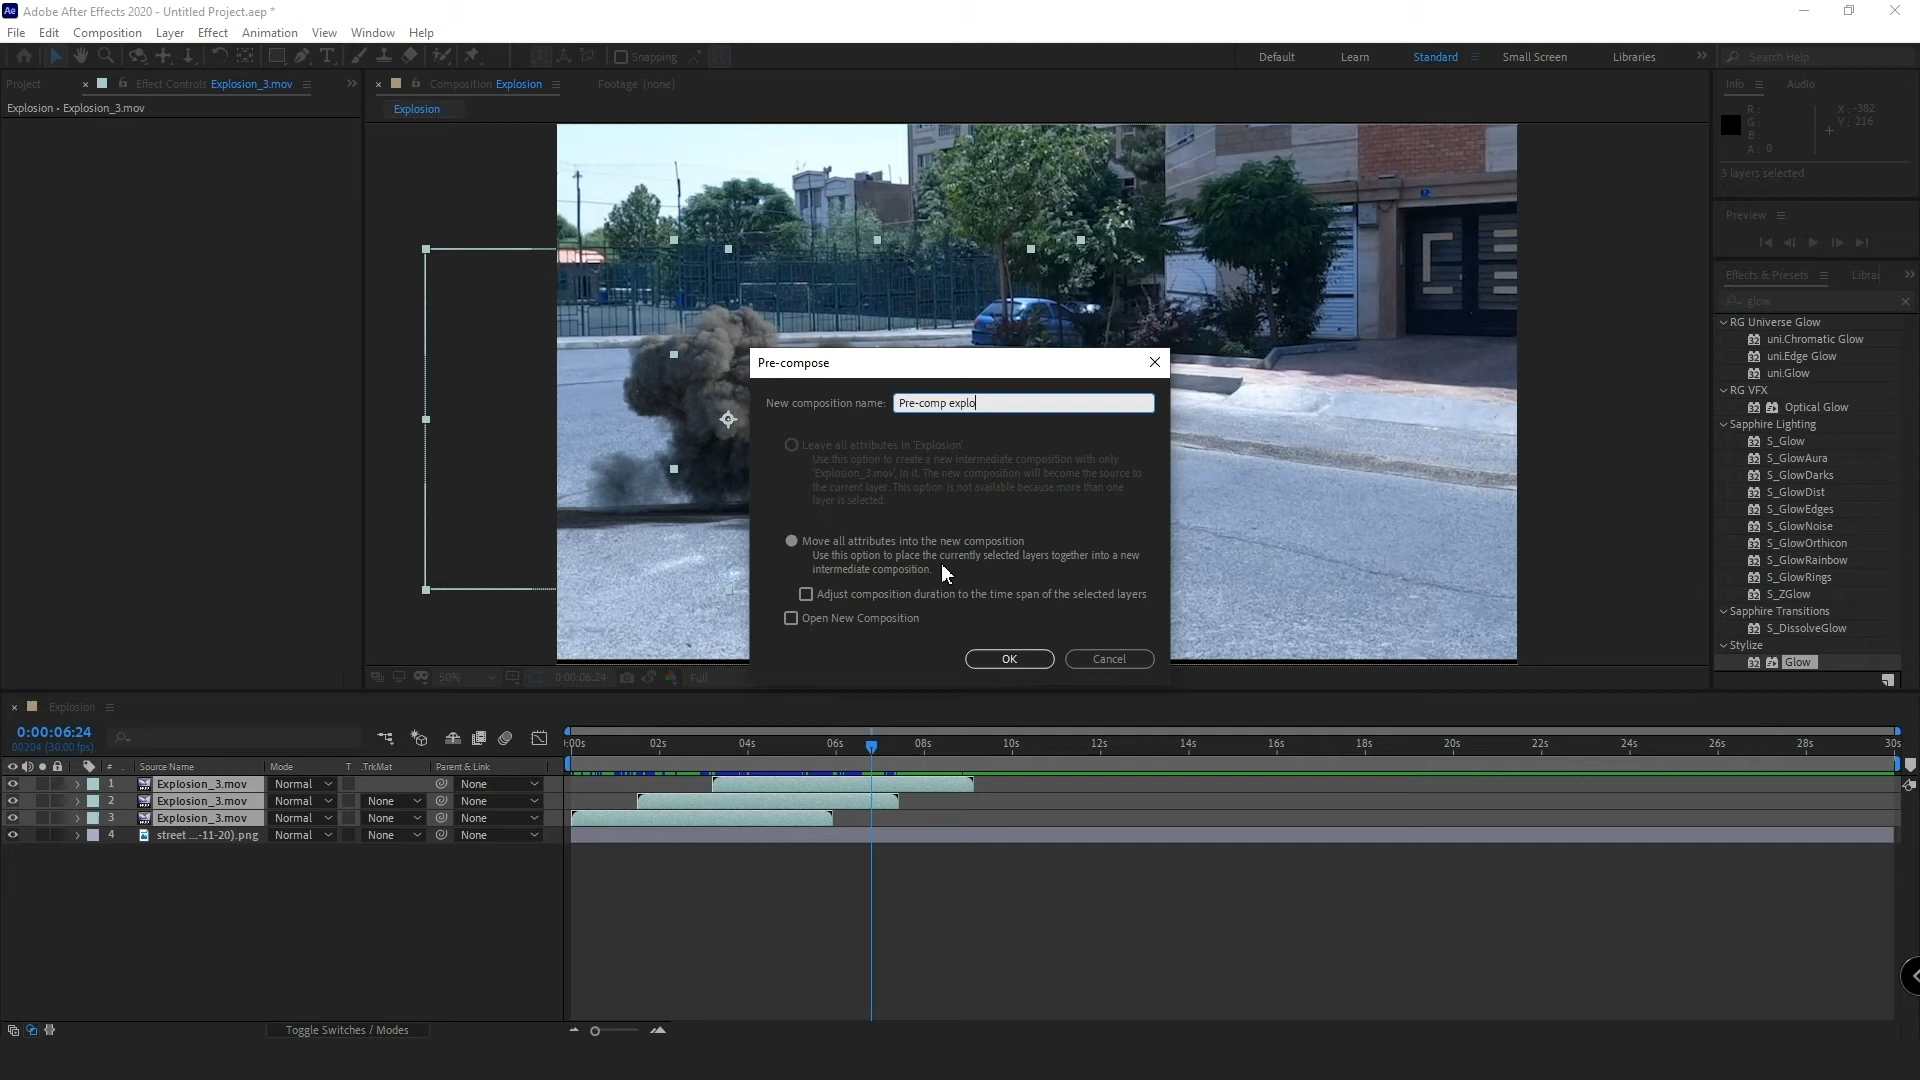 Ae Adobe After Effects 2020 - Untitled Project.aep *
File Edit Composition Layer Effect Animation View Window Help
Snapping Default Learn Standard Small Screen Libraries Search Help
Project Effect Controls Explosion_3.mov Composition Explosion Footage (none) Info Audio
Explosion • Explosion_3.mov
Explosion
R : X : -382
G : Y : 216
B :
A : 0
3 layers selected
Preview
Effects & Presets
glow
RG Universe Glow
uni.Chromatic Glow
uni.Edge Glow
uni.Glow
RG VFX
Optical Glow
Sapphire Lighting
S_Glow
S_GlowAura
S_GlowDarks
S_GlowDist
S_GlowEdges
S_GlowNoise
S_GlowOrthicon
S_GlowRainbow
S_GlowRings
S_ZGlow
Sapphire Transitions
S_DissolveGlow
Stylize
Glow
Pre-compose
New composition name: Pre-comp explo
Leave all attributes in 'Explosion'
Use this option to create a new intermediate composition with only
'Explosion_3.mov' in it. The new composition will become the source to
the current layer. This option is not available because more than one
layer is selected.
Move all attributes into the new composition
Use this option to place the currently selected layers together into a new
intermediate composition.
Adjust composition duration to the time span of the selected layers
Open New Composition
OK Cancel
50% 0:00:06:24 Full
Explosion
0:00:06:24
00204 (30.00 fps)
:00s 02s 04s 06s 08s 10s 12s 14s 16s 18s 20s 22s 24s 26s 28s 30s
# Source Name Mode T .TrkMat Parent & Link
1 Explosion_3.mov Normal None
2 Explosion_3.mov Normal None None
3 Explosion_3.mov Normal None None
4 street ...-11-20).png Normal None None
Toggle Switches / Modes